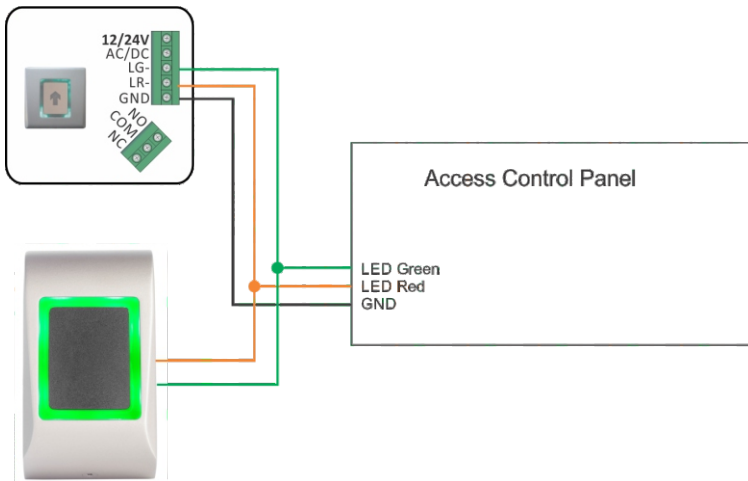 12/24V
AC/DC
LG-
LR-
GND
NO
COM
NC
Access Control Panel
LED Green
LED Red
GND